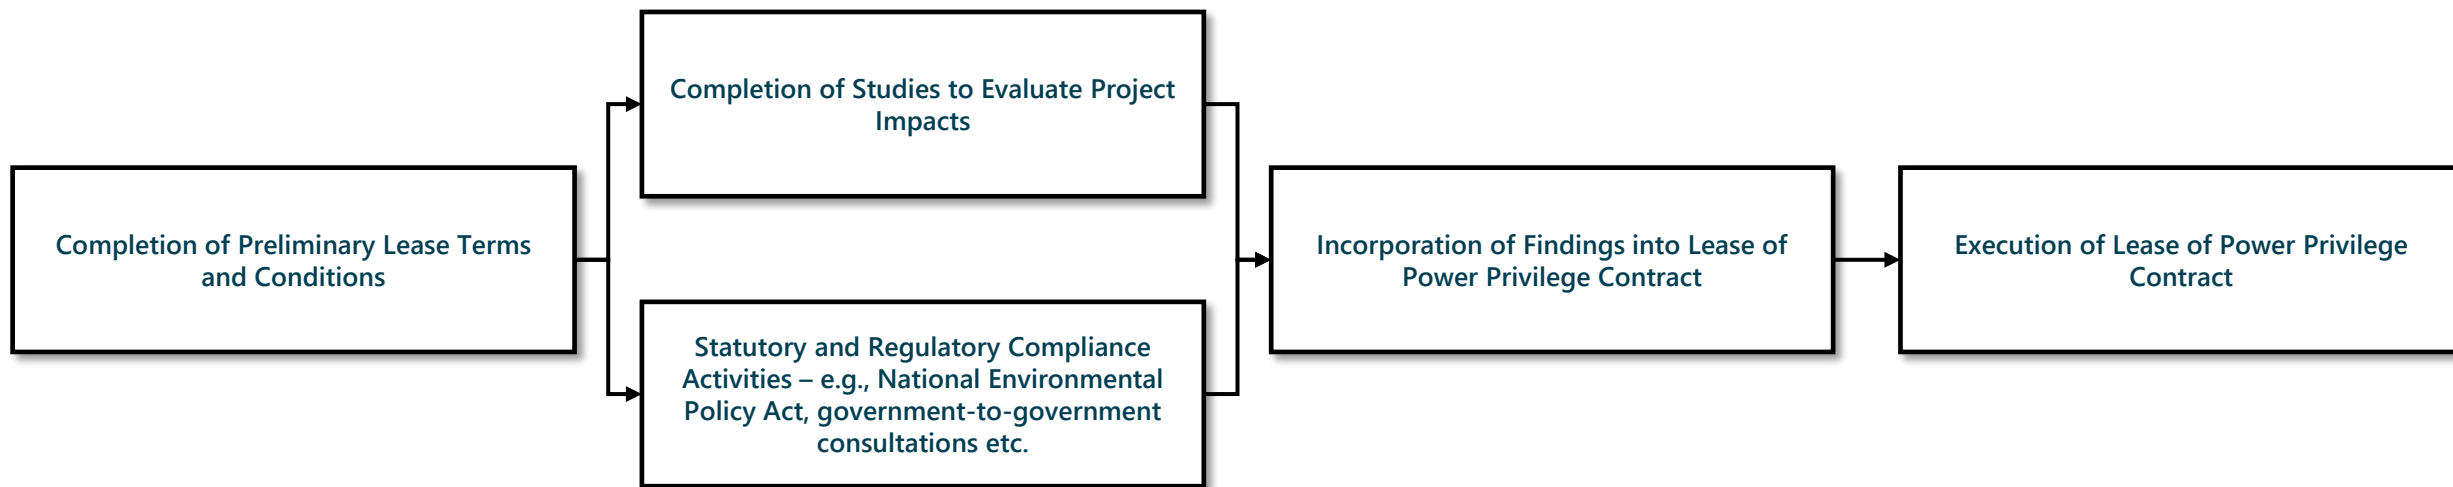 Completion of Studies to Evaluate Project
Impacts
Completion of Preliminary Lease Terms
and Conditions
Incorporation of Findings into Lease of
Power Privilege Contract
Execution of Lease of Power Privilege
Contract
Statutory and Regulatory Compliance
Activities – e.g., National Environmental
Policy Act, government-to-government
consultations etc.